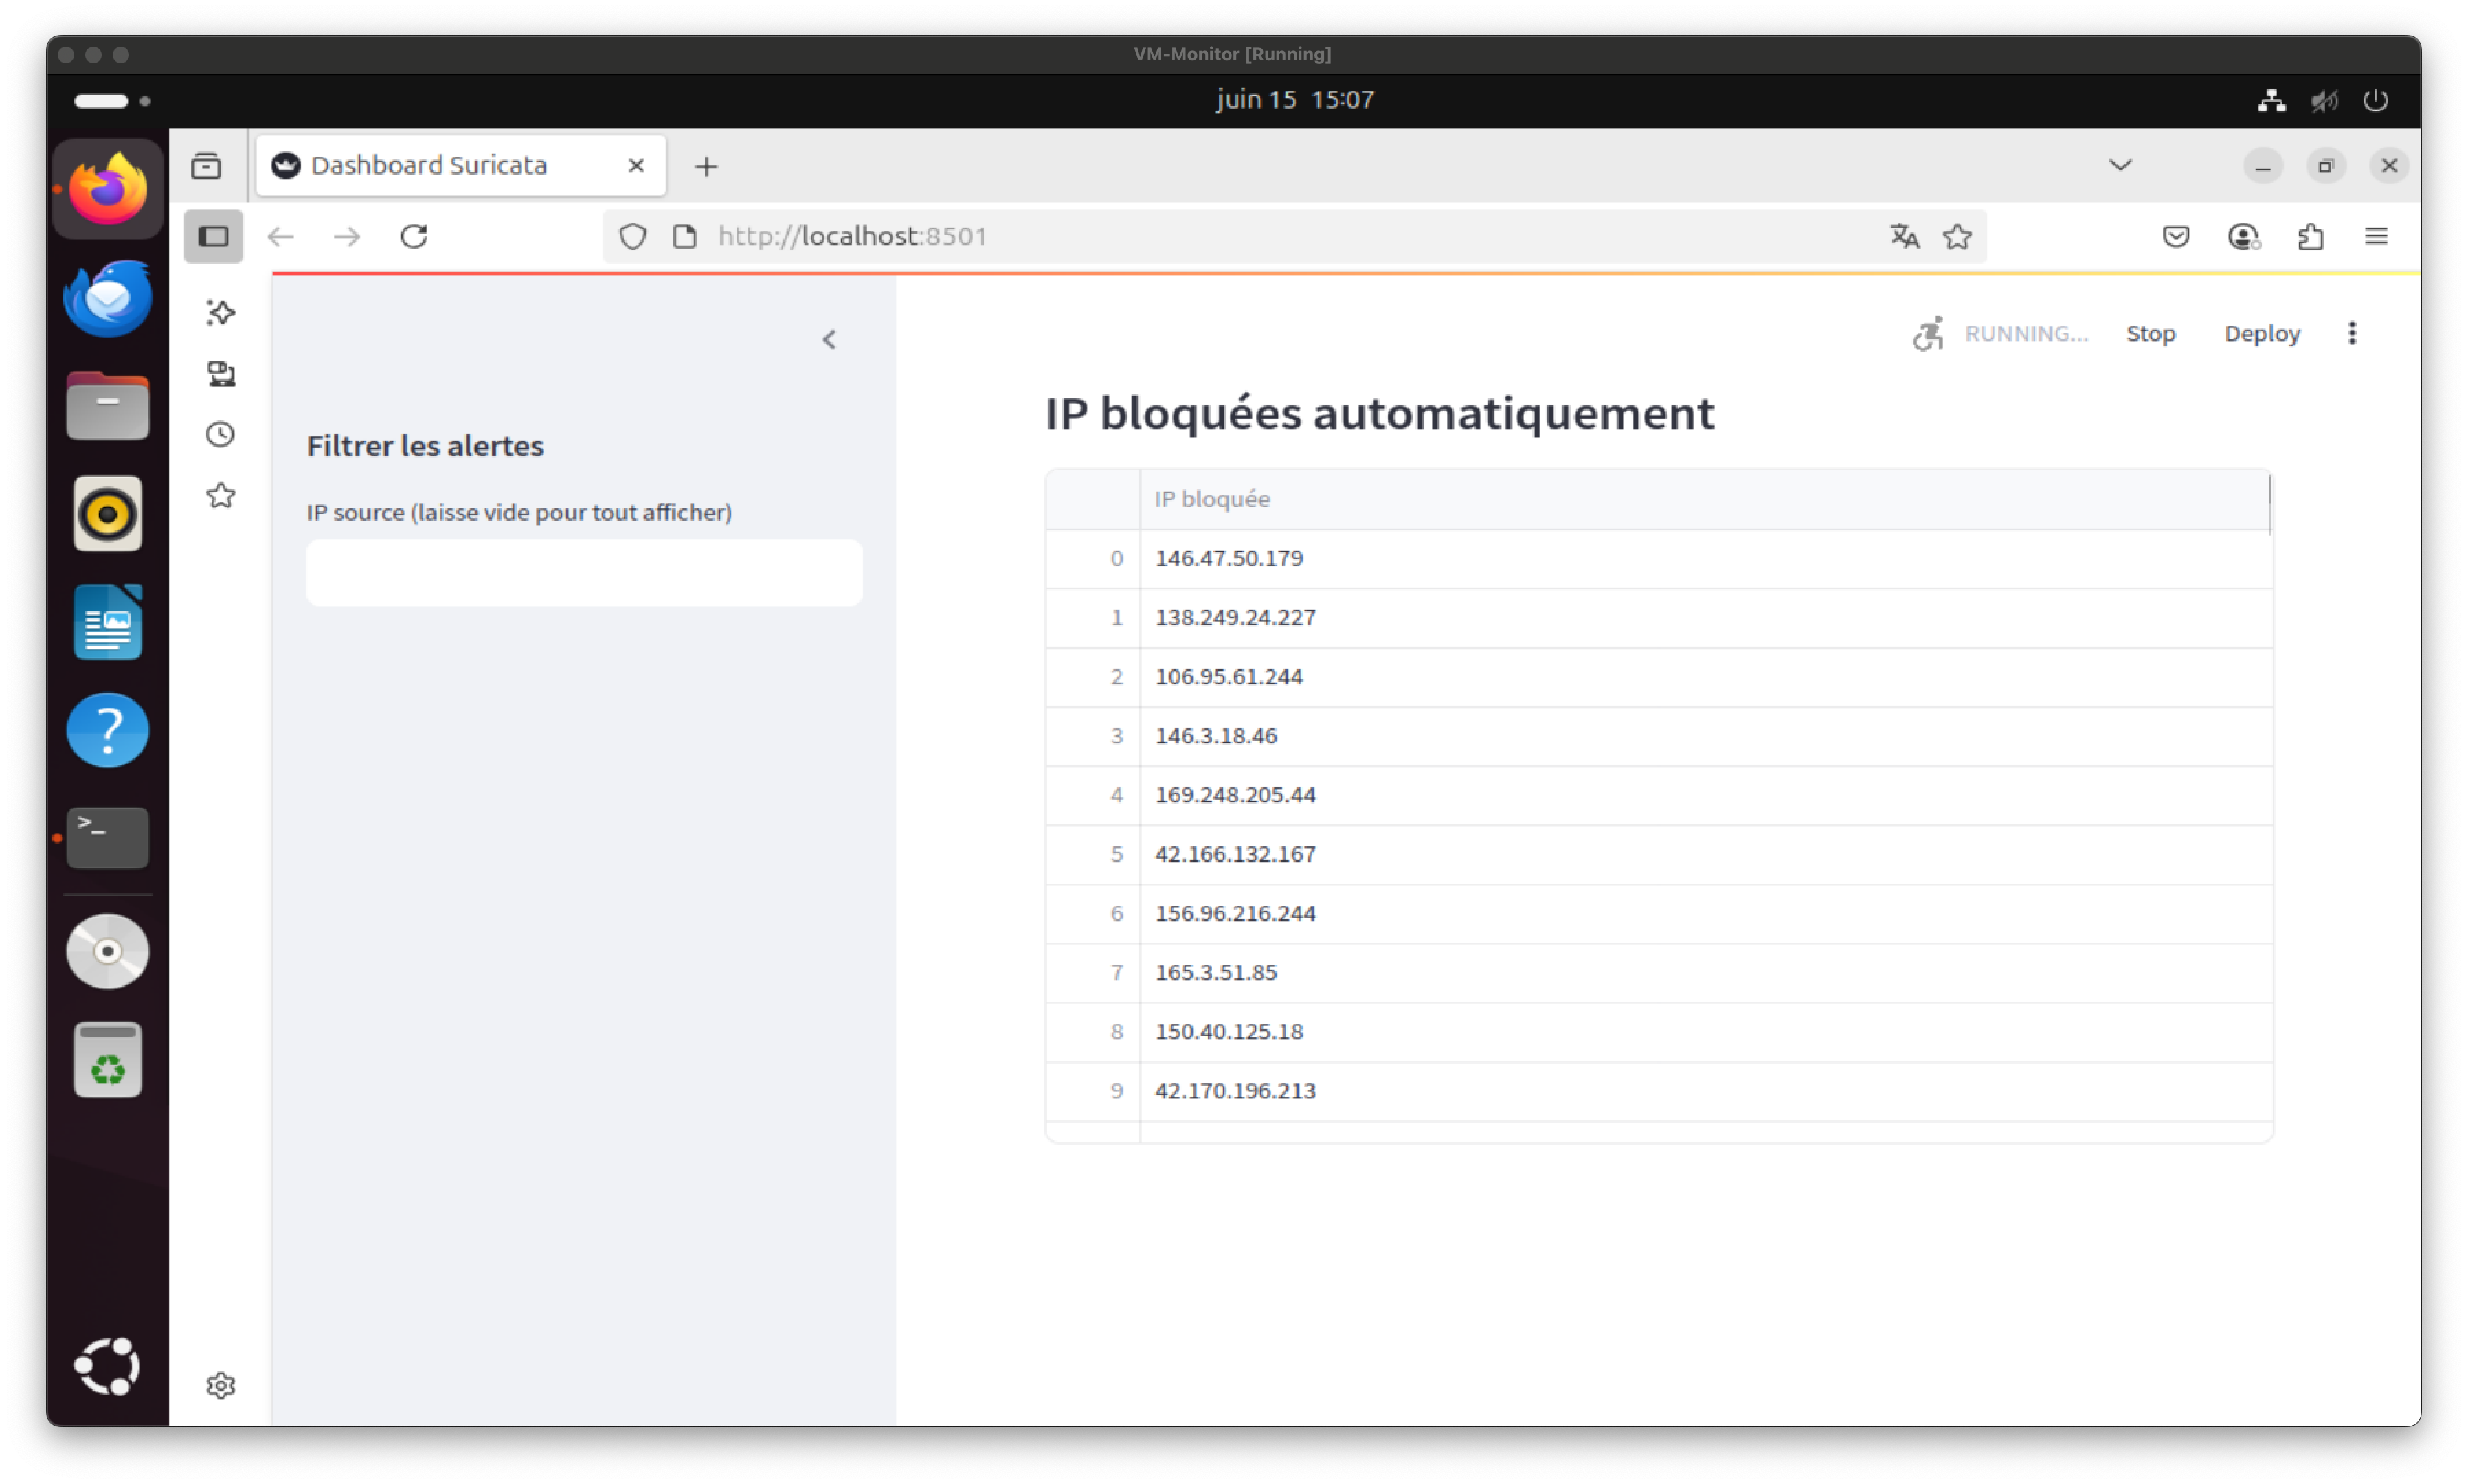 VM-Monitor [Running]
juin 15 15:07
Dashboard Suricata
http://localhost:8501
RUNNING...
Stop
Deploy
Filtrer les alertes
IP source (laisse vide pour tout afficher)
IP bloquées automatiquement
IP bloquée
0 146.47.50.179
1 138.249.24.227
2 106.95.61.244
3 146.3.18.46
4 169.248.205.44
5 42.166.132.167
6 156.96.216.244
7 165.3.51.85
8 150.40.125.18
9 42.170.196.213